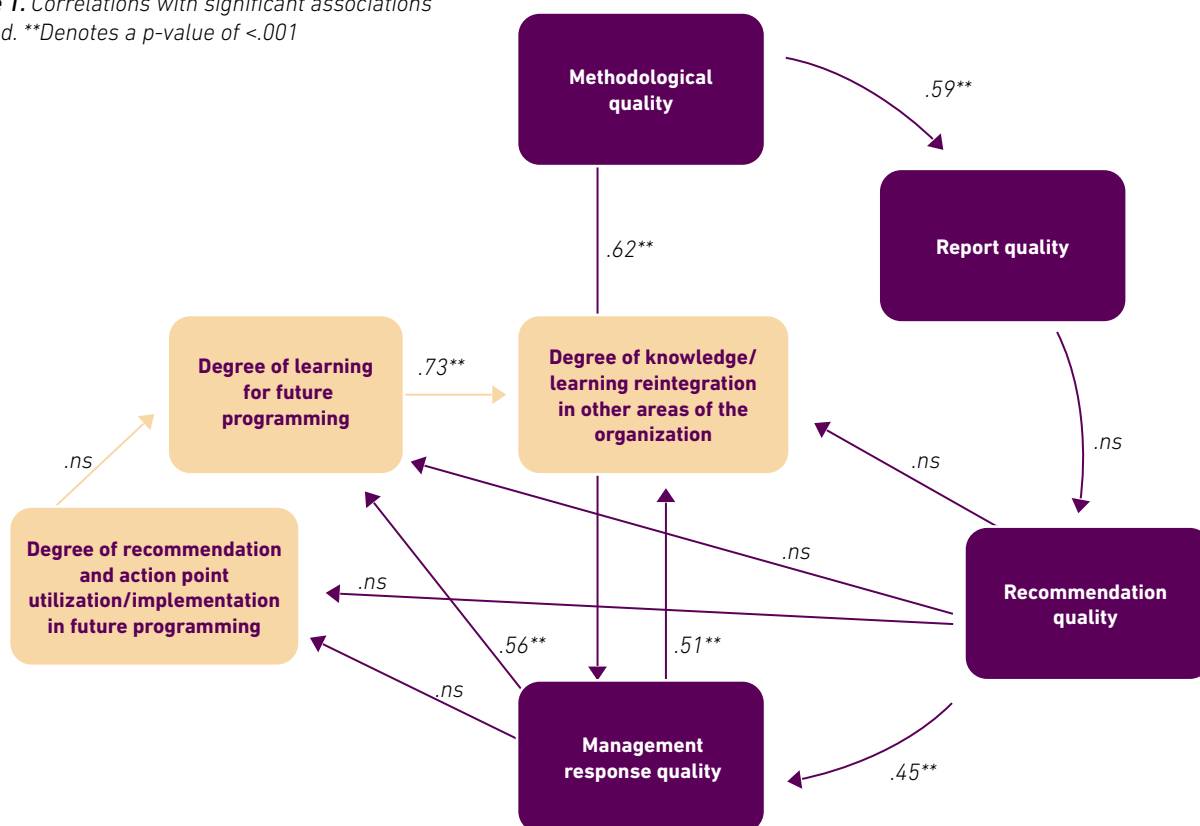 1. Correlations with significant associations
d. **Denotes a p-value of <.001
Methodological
quality
.59**
Report quality
.62**
Degree of learning
for future
programming
.73**
Degree of knowledge/
learning reintegration
in other areas of the
organization
.ns
.ns
.ns
Degree of recommendation
and action point
utilization/implementation
in future programming
.ns
.ns
Recommendation
quality
.56**
.51**
.ns
Management
response quality
.45**